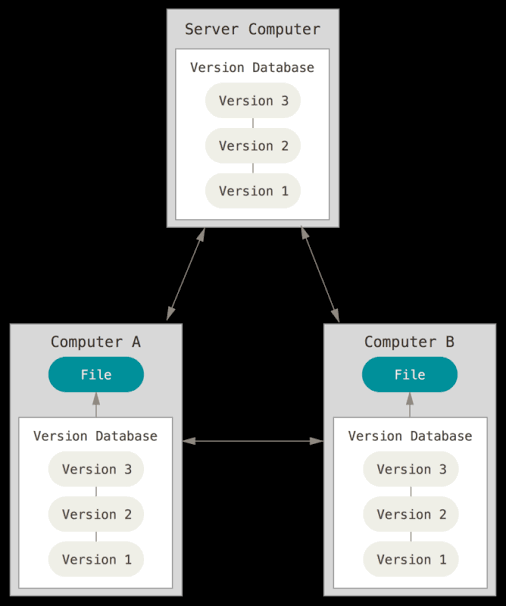 Server Computer
Version Database
Version 3
Version 2
Version 1
Computer A
File
Version Database
Version 3
Version 2
Version 1
Computer B
File
Version Database
Version 3
Version 2
Version 1